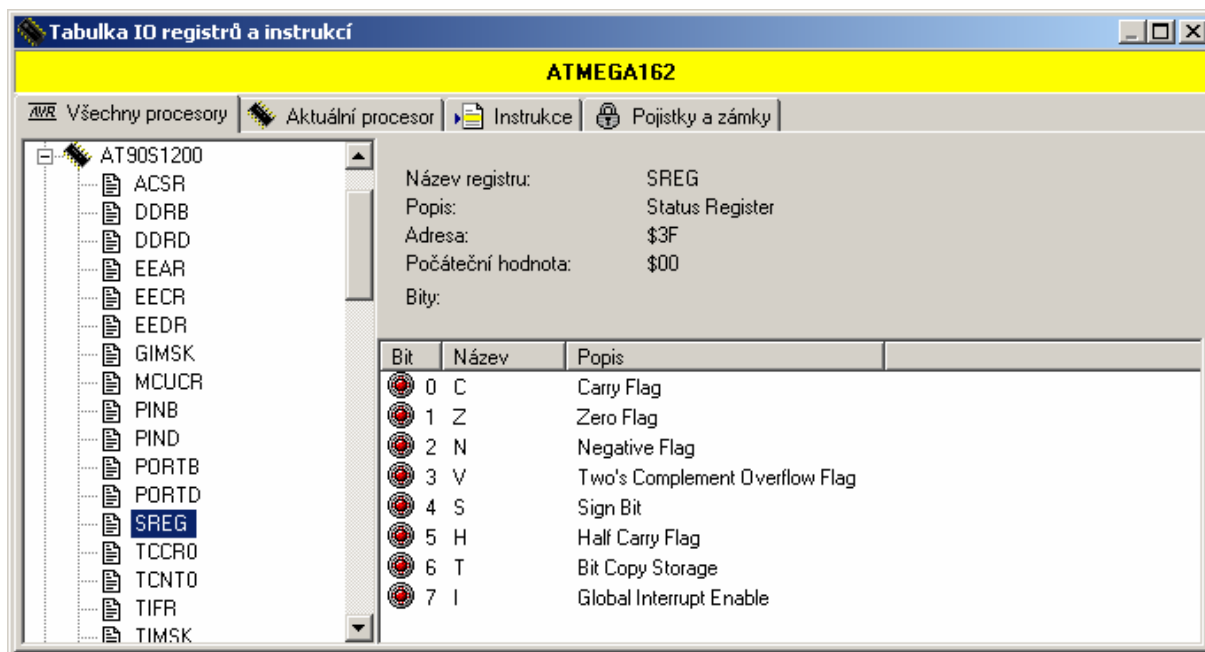 Tabulka IO registrů a instrukcí
ATMEGA162
AVR Všechny procesory Aktuální procesor Instrukce Pojistky a zámky
AT90S1200
ACSR
DDRB
DDRD
EEAR
EECR
EEDR
GIMSK
MCUCR
PINB
PIND
PORTB
PORTD
SREG
TCCR0
TCNT0
TIFR
TIMSK
Název registru: SREG
Popis: Status Register
Adresa: $3F
Počáteční hodnota: $00
Bity:
Bit Název Popis
0 C Carry Flag
1 Z Zero Flag
2 N Negative Flag
3 V Two's Complement Overflow Flag
4 S Sign Bit
5 H Half Carry Flag
6 T Bit Copy Storage
7 I Global Interrupt Enable